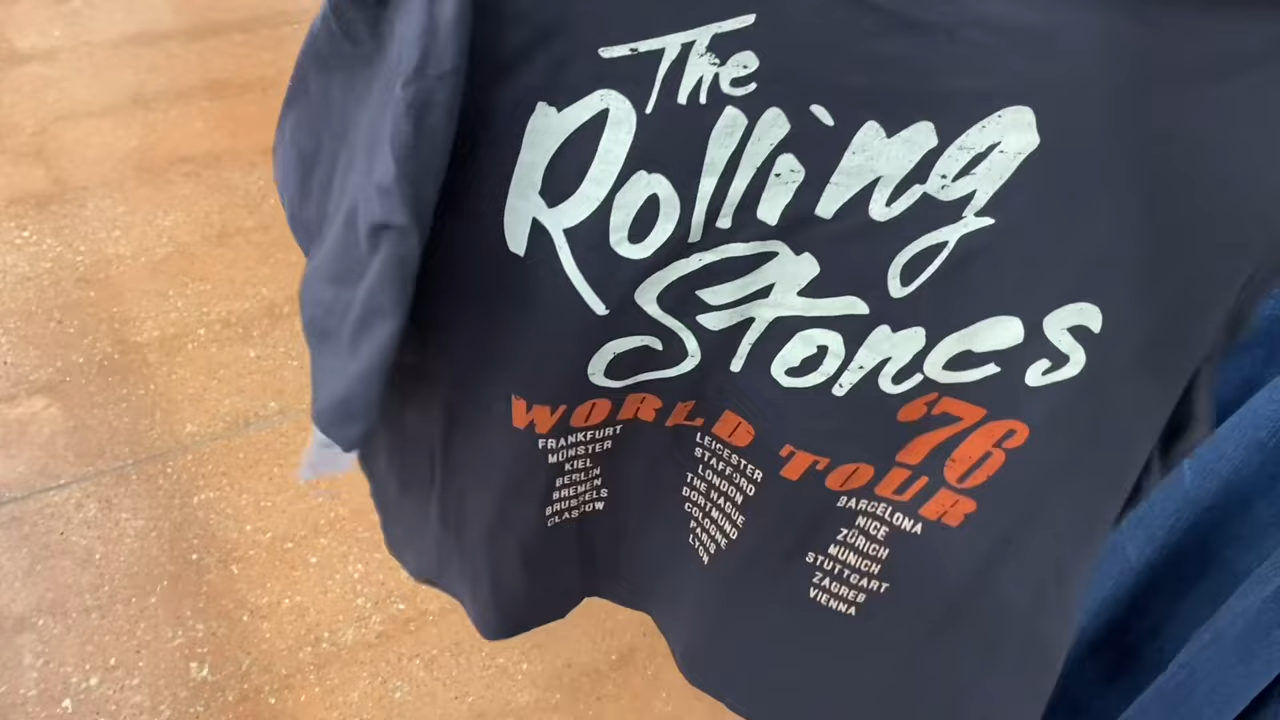 The
Rolling
Stones
WORLD TOUR '76
FRANKFURT
MÜNSTER
KIEL
BERLIN
BREMEN
BRUSSELS
GLASGOW
LEICESTER
STAFFORD
LONDON
THE HAGUE
DORTMUND
COLOGNE
PARIS
LYON
BARCELONA
NICE
ZÜRICH
MUNICH
STUTTGART
ZAGREB
VIENNA